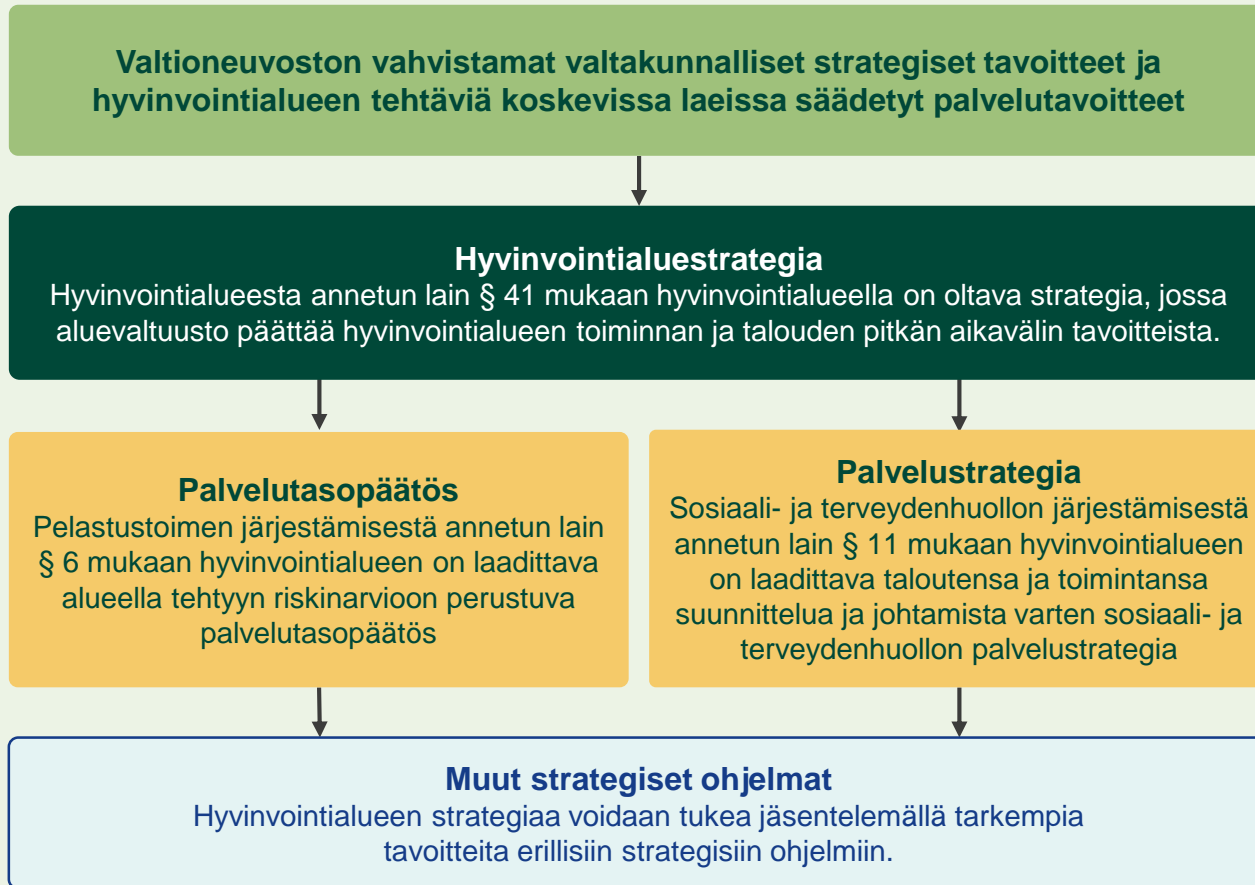 Valtioneuvoston vahvistamat valtakunnalliset strategiset tavoitteet ja
hyvinvointialueen tehtäviä koskevissa laeissa säädetyt palvelutavoitteet
Hyvinvointialuestrategia
Hyvinvointialueesta annetun lain § 41 mukaan hyvinvointialueella on oltava strategia, jossa
aluevaltuusto päättää hyvinvointialueen toiminnan ja talouden pitkän aikavälin tavoitteista.
Palvelutasopäätös
Pelastustoimen järjestämisestä annetun lain
§ 6 mukaan hyvinvointialueen on laadittava
alueella tehtyyn riskinarvioon perustuva
palvelutasopäätös
Palvelustrategia
Sosiaali- ja terveydenhuollon järjestämisestä
annetun lain § 11 mukaan hyvinvointialueen
on laadittava taloutensa ja toimintansa
suunnittelua ja johtamista varten sosiaali- ja
terveydenhuollon palvelustrategia
Muut strategiset ohjelmat
Hyvinvointialueen strategiaa voidaan tukea jäsentelemällä tarkempia
tavoitteita erillisiin strategisiin ohjelmiin.